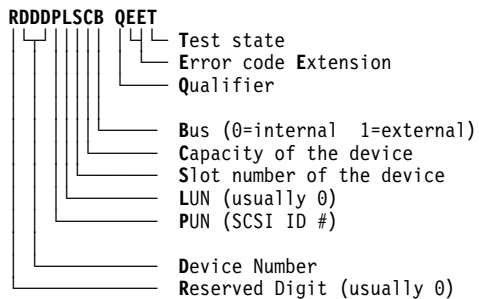 RDDDPLSCB QEET
Test state
Error code Extension
Qualifier
Bus (0=internal 1=external)
Capacity of the device
Slot number of the device
LUN (usually 0)
PUN (SCSI ID #)
Device Number
Reserved Digit (usually 0)